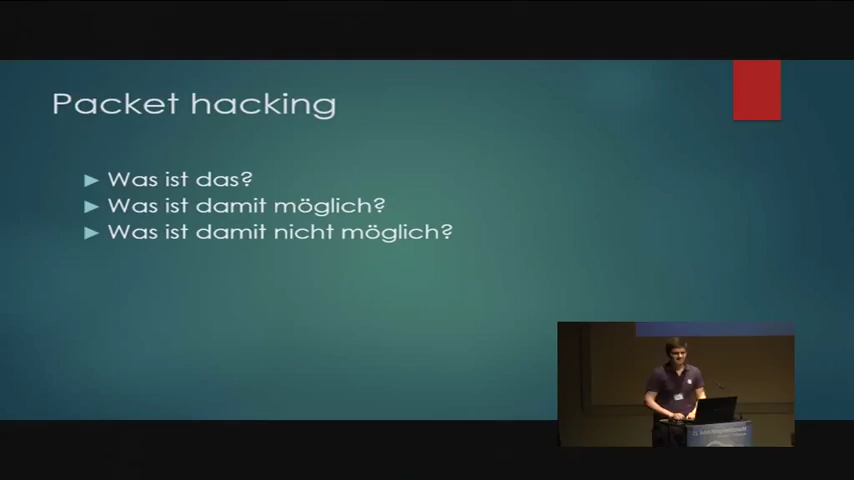 Packet hacking
Was ist das?
Was ist damit möglich?
Was ist damit nicht möglich?